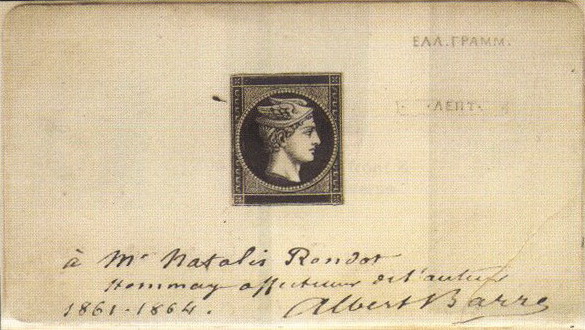 ΕΛΛ. ΓΡΑΜΜ.
·ΛΕΠΤ·
à Mr Natalis Rondot
Hommage affectueux de l'auteur
1861-1864.
Albert Barre